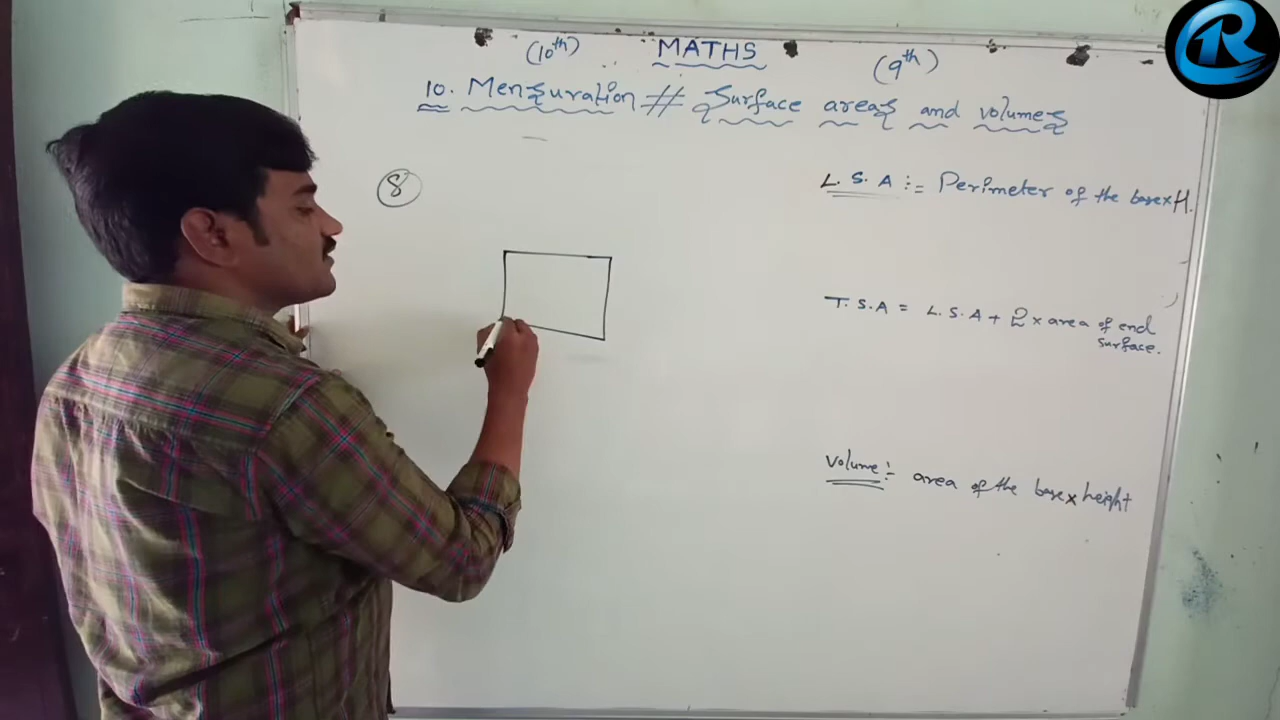 (10th) MATHS (9th)
10. Mensuration # Surface areas and volumes
8
L. S. A := Perimeter of the base×H.
T. S. A = L. S. A + 2 × area of end
surface.
Volume:- area of the base×height
R